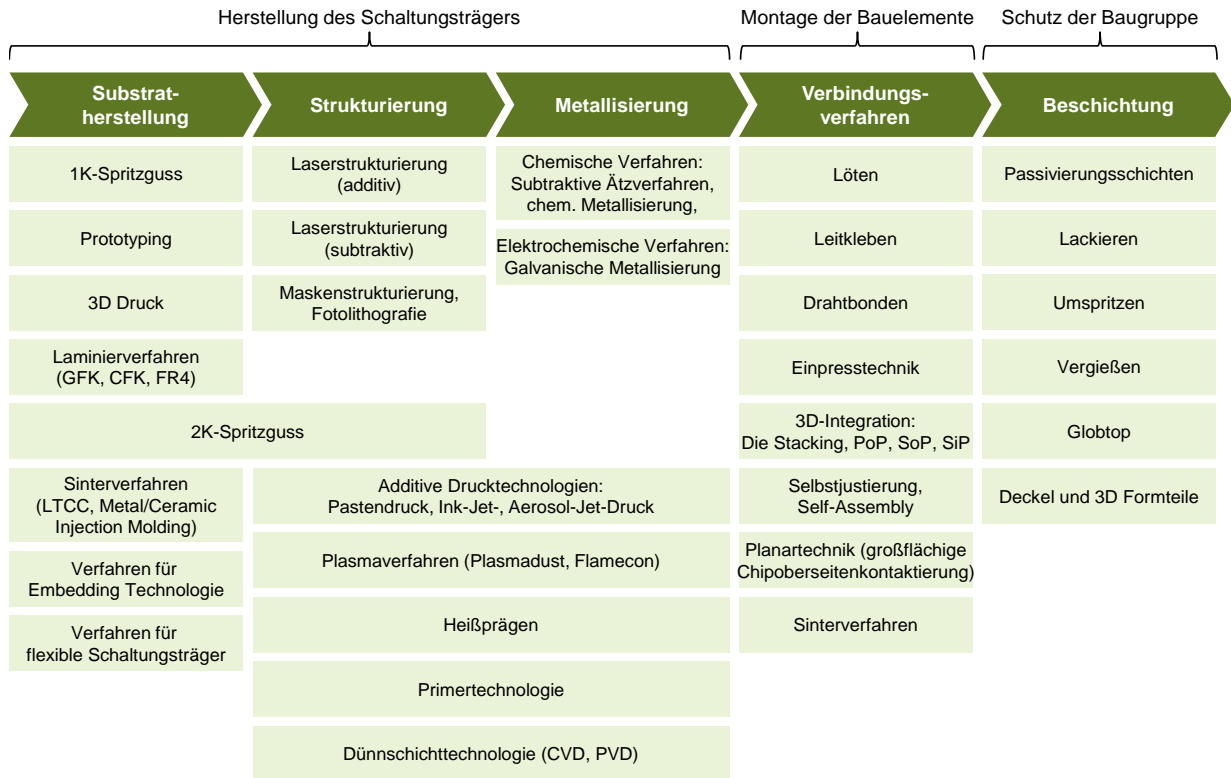 Herstellung des Schaltungsträgers
Montage der Bauelemente
Schutz der Baugruppe
Substrat-
herstellung
Strukturierung
Metallisierung
Verbindungs-
verfahren
Beschichtung
1K-Spritzguss
Prototyping
3D Druck
Laminierverfahren
(GFK, CFK, FR4)
2K-Spritzguss
Sinterverfahren
(LTCC, Metal/Ceramic
Injection Molding)
Verfahren für
Embedding Technologie
Verfahren für
flexible Schaltungsträger
Laserstrukturierung
(additiv)
Laserstrukturierung
(subtraktiv)
Maskenstrukturierung,
Fotolithografie
Chemische Verfahren:
Subtraktive Ätzverfahren,
chem. Metallisierung,
Elektrochemische Verfahren:
Galvanische Metallisierung
Additive Drucktechnologien:
Pastendruck, Ink-Jet-, Aerosol-Jet-Druck
Plasmaverfahren (Plasmadust, Flamecon)
Heißprägen
Primertechnologie
Dünnschichttechnologie (CVD, PVD)
Löten
Leitkleben
Drahtbonden
Einpresstechnik
3D-Integration:
Die Stacking, PoP, SoP, SiP
Selbstjustierung,
Self-Assembly
Planartechnik (großflächige
Chipoberseitenkontaktierung)
Sinterverfahren
Passivierungsschichten
Lackieren
Umspritzen
Vergießen
Globtop
Deckel und 3D Formteile